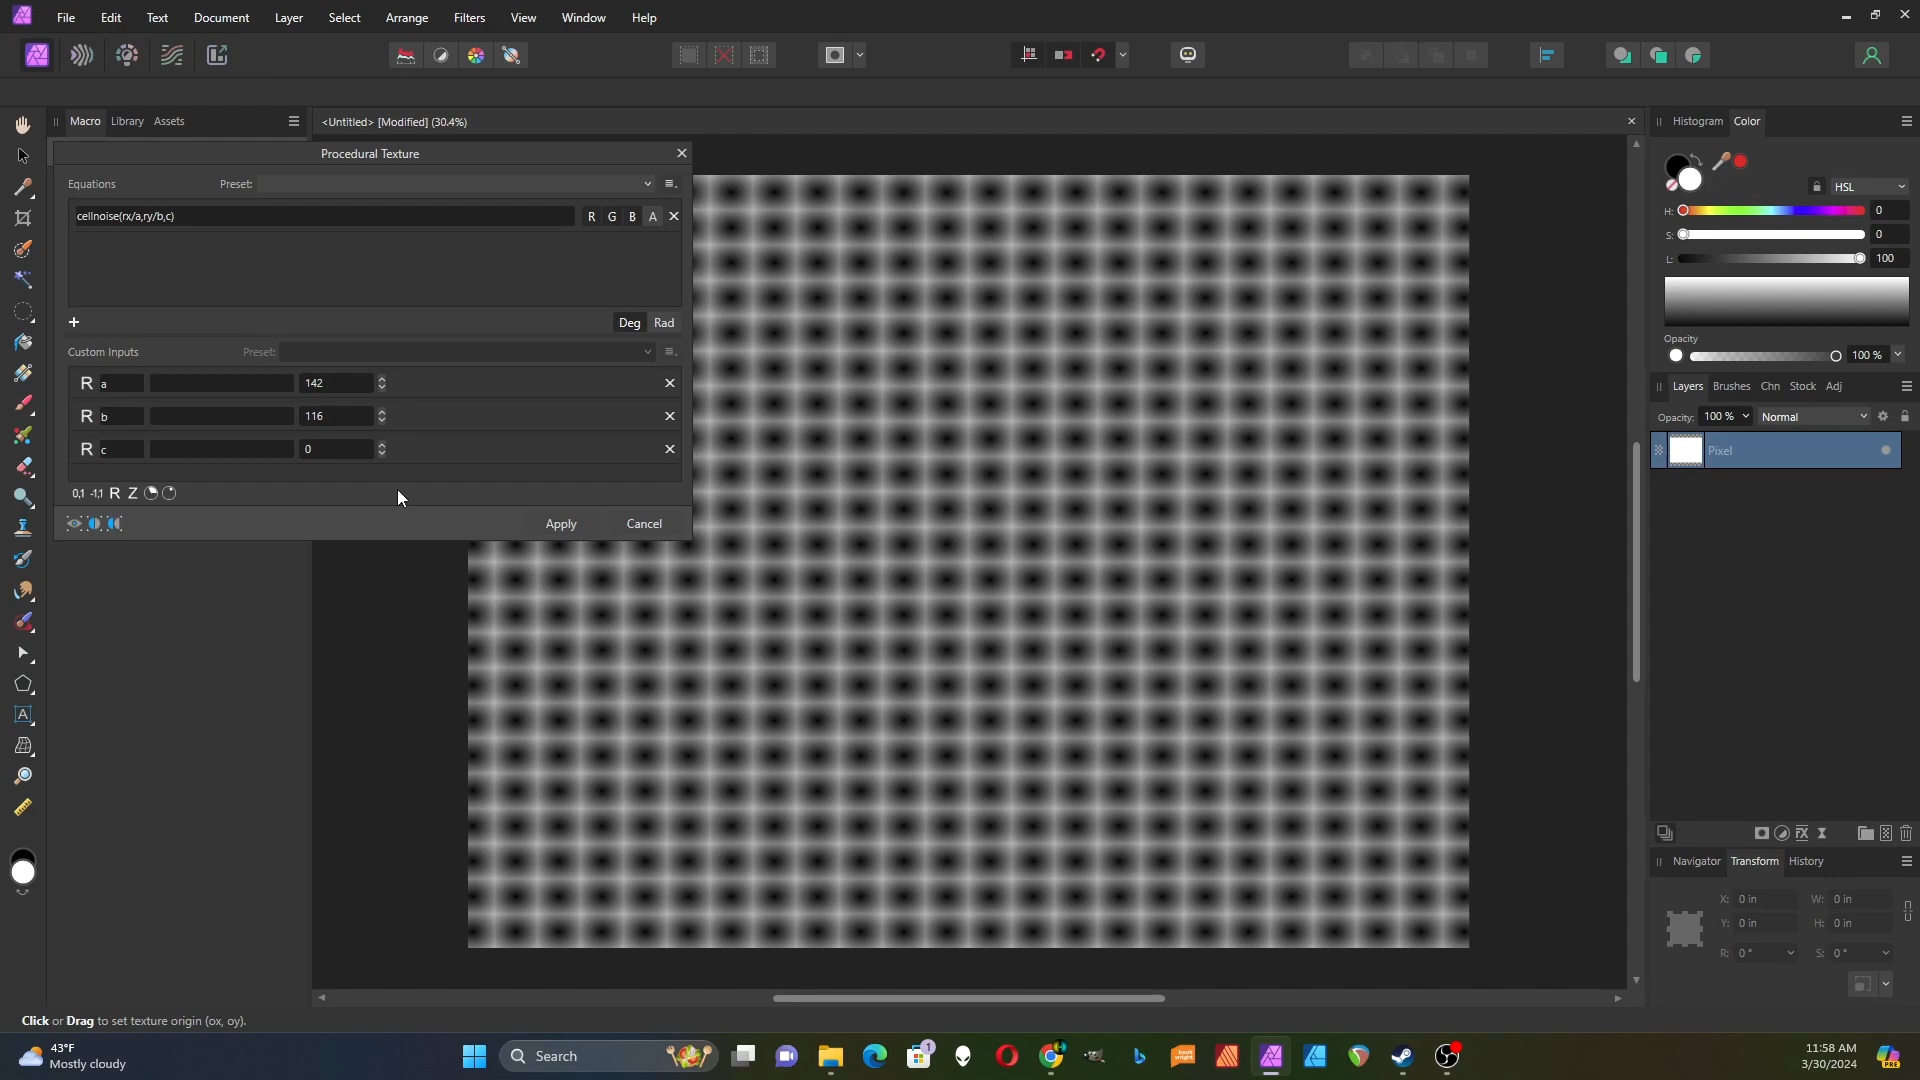 File Edit Text Document Layer Select Arrange Filters View Window Help
Macro Library Assets
<Untitled> [Modified] (30.4%)
Histogram Color
Procedural Texture
Equations Preset:
cellnoise(rx/a,ry/b,c) R G B A
Deg Rad
Custom Inputs Preset:
R a 142
R b 116
R c 0
0,1 -1,1 R Z
Apply Cancel
HSL
H: 0
S: 0
L: 100
Opacity
100 %
Layers Brushes Chn Stock Adj
Opacity: 100 % Normal
Pixel
Navigator Transform History
X: 0 in W: 0 in
Y: 0 in H: 0 in
R: 0 ° S: 0 °
Click or Drag to set texture origin (ox, oy).
43°F
Mostly cloudy
Search
1
book
wright
PRE
11:58 AM
3/30/2024